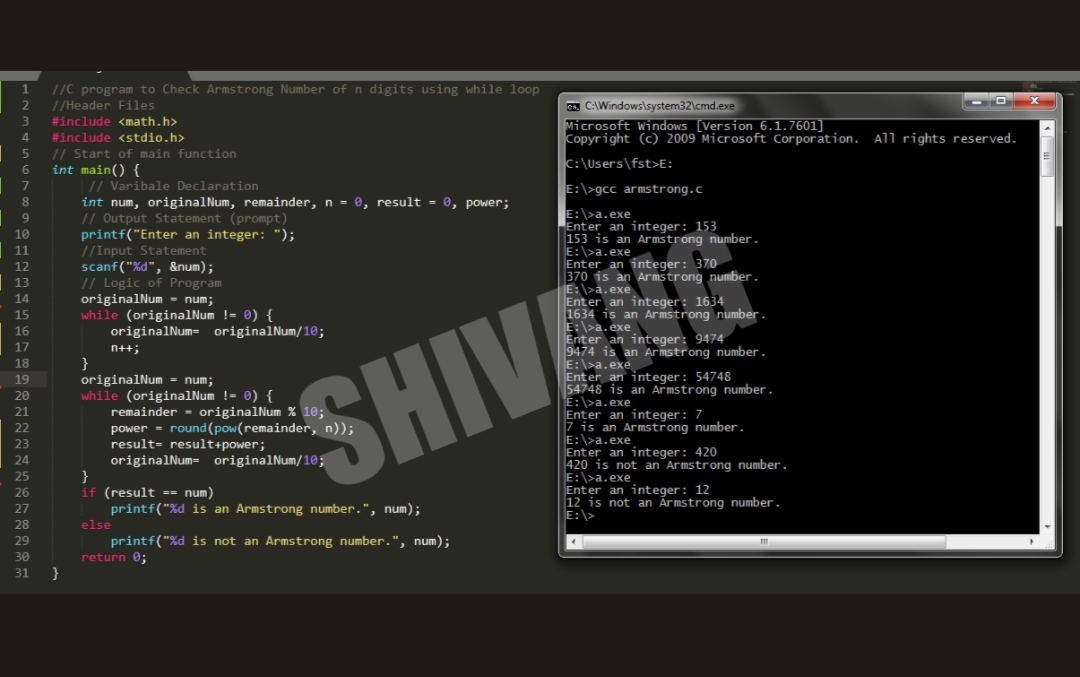 1 //C program to Check Armstrong Number of n digits using while loop
2 //Header Files
3 #include <math.h>
4 #include <stdio.h>
5 // Start of main function
6 int main() {
7 // Varibale Declaration
8 int num, originalNum, remainder, n = 0, result = 0, power;
9 // Output Statement (prompt)
10 printf("Enter an integer: ");
11 //Input Statement
12 scanf("%d", &num);
13 // Logic of Program
14 originalNum = num;
15 while (originalNum != 0) {
16 originalNum=  originalNum/10;
17 n++;
18 }
19 originalNum = num;
20 while (originalNum != 0) {
21 remainder = originalNum % 10;
22 power = round(pow(remainder, n));
23 result= result+power;
24 originalNum=  originalNum/10;
25 }
26 if (result == num)
27 printf("%d is an Armstrong number.", num);
28 else
29 printf("%d is not an Armstrong number.", num);
30 return 0;
31 }
C:\Windows\system32\cmd.exe
Microsoft Windows [Version 6.1.7601]
Copyright (c) 2009 Microsoft Corporation.  All rights reserved.
C:\Users\fst>E:
E:\>gcc armstrong.c
E:\>a.exe
Enter an integer: 153
153 is an Armstrong number.
E:\>a.exe
Enter an integer: 370
370 is an Armstrong number.
E:\>a.exe
Enter an integer: 1634
1634 is an Armstrong number.
E:\>a.exe
Enter an integer: 9474
9474 is an Armstrong number.
E:\>a.exe
Enter an integer: 54748
54748 is an Armstrong number.
E:\>a.exe
Enter an integer: 7
7 is an Armstrong number.
E:\>a.exe
Enter an integer: 420
420 is not an Armstrong number.
E:\>a.exe
Enter an integer: 12
12 is not an Armstrong number.
E:\>
SHIVANG